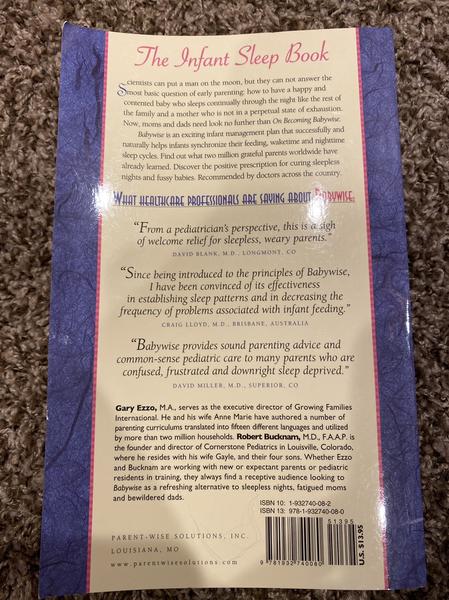 The Infant Sleep Book
Scientists can put a man on the moon, but they can not answer the
most basic question of early parenting: how to have a happy and
contented baby who sleeps continually through the night like the rest of
the family and a mother who is not in a perpetual state of exhaustion.
Now, moms and dads need look no further than On Becoming Babywise.
Babywise is an exciting infant management plan that successfully and
naturally helps infants synchronize their feeding, waketime and nighttime
sleep cycles. Find out what two million grateful parents worldwide have
already learned. Discover the positive prescription for curing sleepless
nights and fussy babies. Recommended by doctors across the country.
WHAT HEALTHCARE PROFESSIONALS ARE SAYING ABOUT BABYWISE:
“From a pediatrician's perspective, this is a sigh
of welcome relief for sleepless, weary parents.”
DAVID BLANK, M.D., LONGMONT, CO
“Since being introduced to the principles of Babywise,
I have been convinced of its effectiveness
in establishing sleep patterns and in decreasing the
frequency of problems associated with infant feeding.”
CRAIG LLOYD, M.D., BRISBANE, AUSTRALIA
“Babywise provides sound parenting advice and
common-sense pediatric care to many parents who are
confused, frustrated and downright sleep deprived.”
DAVID MILLER, M.D., SUPERIOR, CO
Gary Ezzo, M.A., serves as the executive director of Growing Families
International. He and his wife Anne Marie have authored a number of
parenting curriculums translated into fifteen different languages and utilized
by more than two million households. Robert Bucknam, M.D., F.A.A.P. is
the founder and director of Cornerstone Pediatrics in Louisville, Colorado,
where he resides with his wife Gayle, and their four sons. Whether Ezzo
and Bucknam are working with new or expectant parents or pediatric
residents in training, they always find a receptive audience looking to
Babywise as a refreshing alternative to sleepless nights, fatigued moms
and bewildered dads.
ISBN 10: 1-932740-08-2
ISBN 13: 978-1-932740-08-0
51395
U.S. $13.95
9 781932 740080
PARENT-WISE SOLUTIONS, INC.
LOUISIANA, MO
www.parentwisesolutions.com